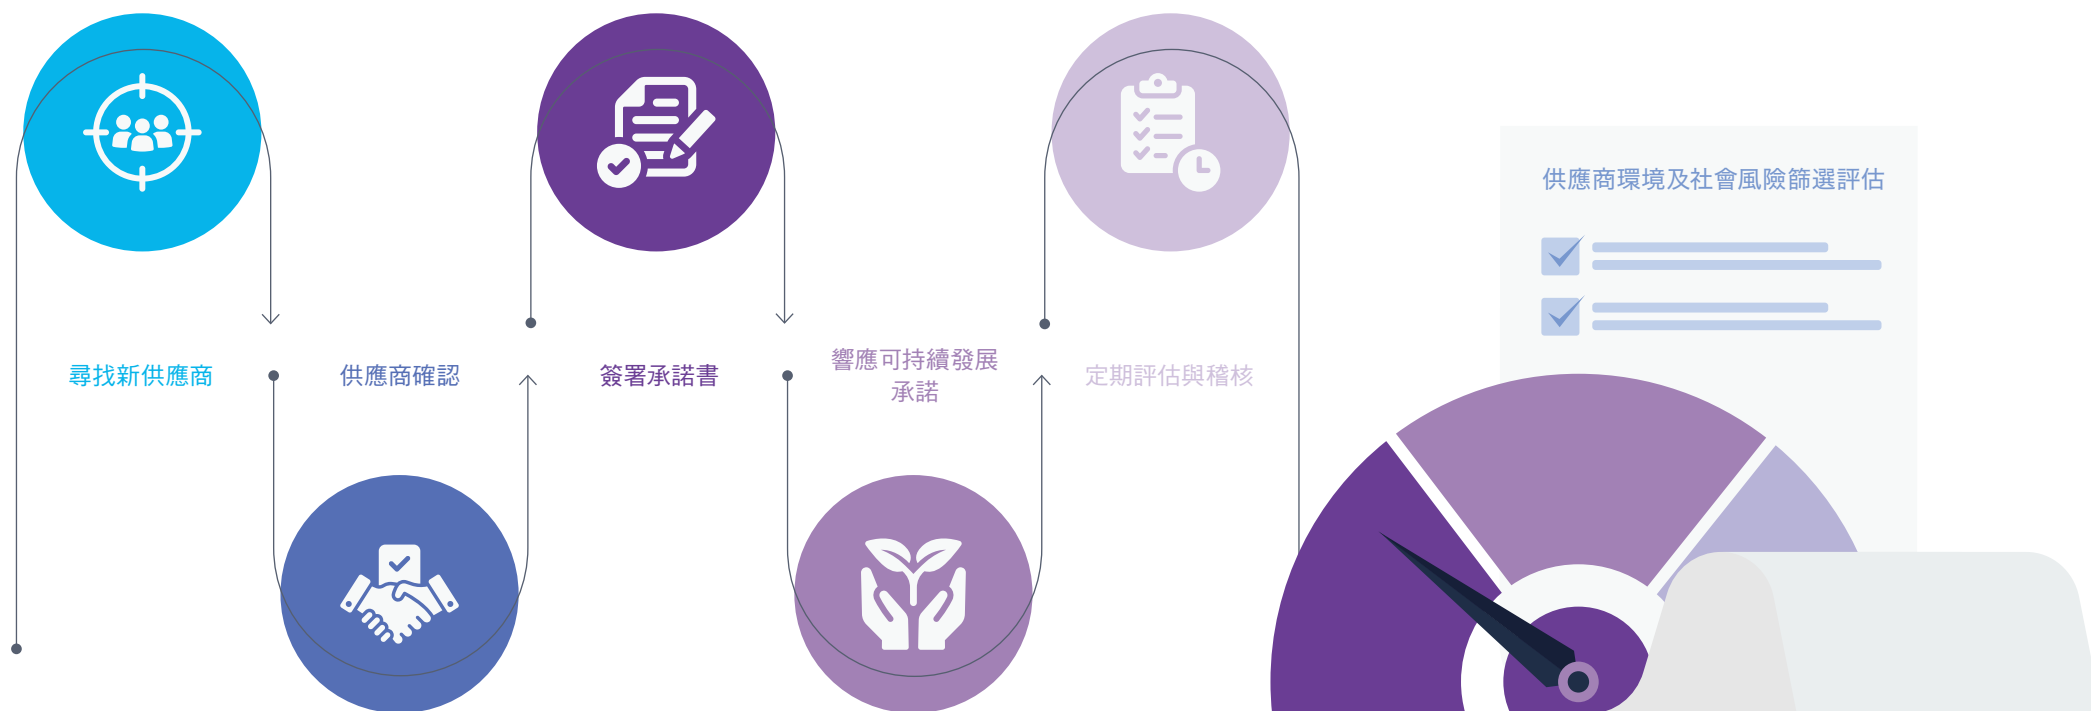 尋找新供應商
供應商確認
簽署承諾書
響應可持續發展
承諾
定期評估與稽核
供應商環境及社會風險篩選評估